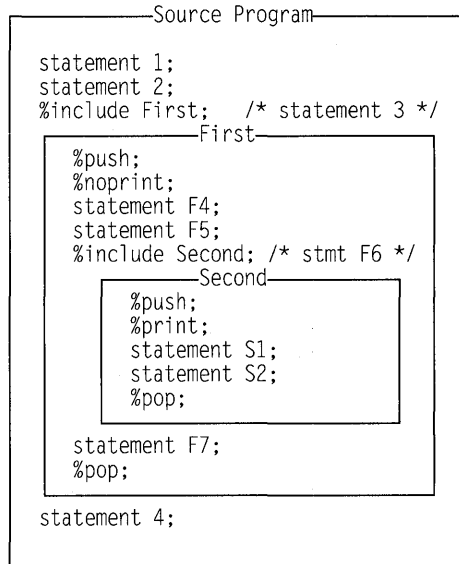 Source Program
statement 1;
statement 2;
%include First; /* statement 3 */
First
%push;
%noprint;
statement F4;
statement F5;
%include Second; /* stmt F6 */
Second
%push;
%print;
statement S1;
statement S2;
%pop;
statement F7;
%pop;
statement 4;